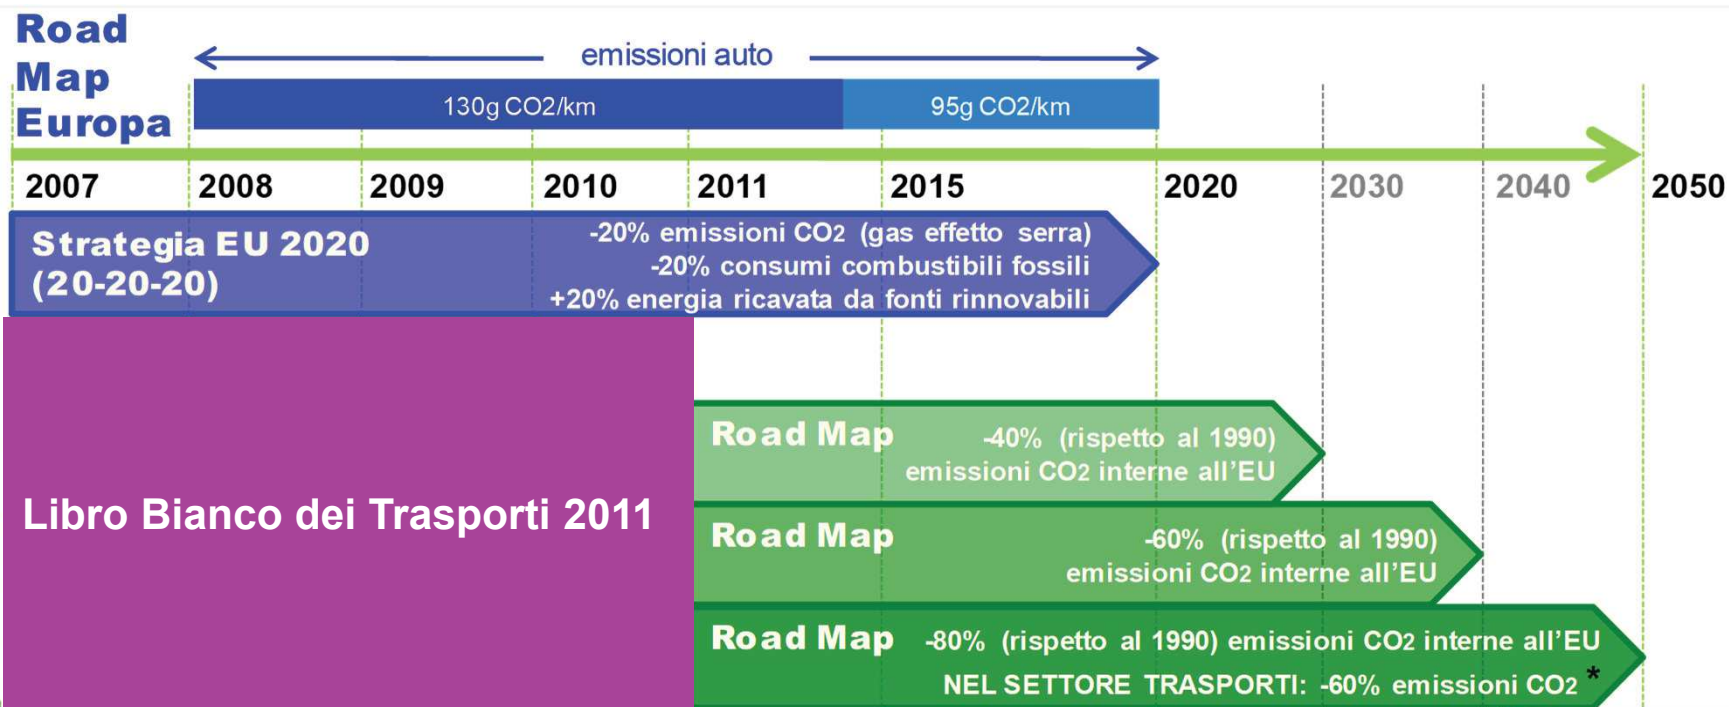 Road
Map
Europa
emissioni auto
130g CO2/km
95g CO2/km
2007 2008 2009 2010 2011 2015 2020 2030 2040 2050
Strategia EU 2020
(20-20-20)
-20% emissioni CO2 (gas effetto serra)
-20% consumi combustibili fossili
+20% energia ricavata da fonti rinnovabili
Libro Bianco dei Trasporti 2011
Road Map
-40% (rispetto al 1990)
emissioni CO2 interne all'EU
Road Map
-60% (rispetto al 1990)
emissioni CO2 interne all'EU
Road Map
-80% (rispetto al 1990) emissioni CO2 interne all'EU
NEL SETTORE TRASPORTI: -60% emissioni CO2 *